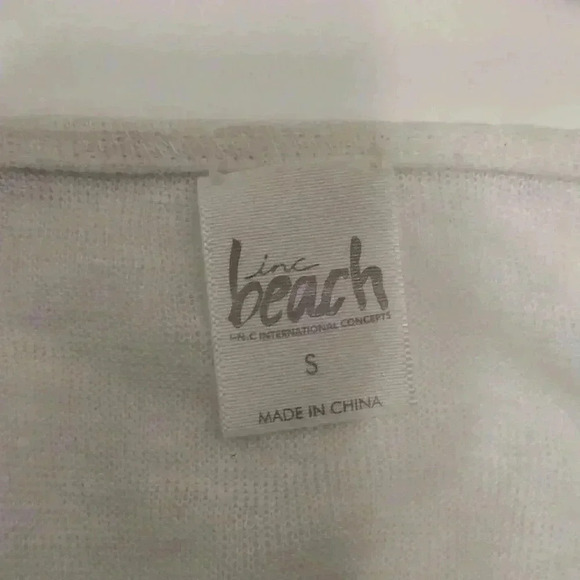 inc
beach
I·N·C INTERNATIONAL CONCEPTS
S
MADE IN CHINA